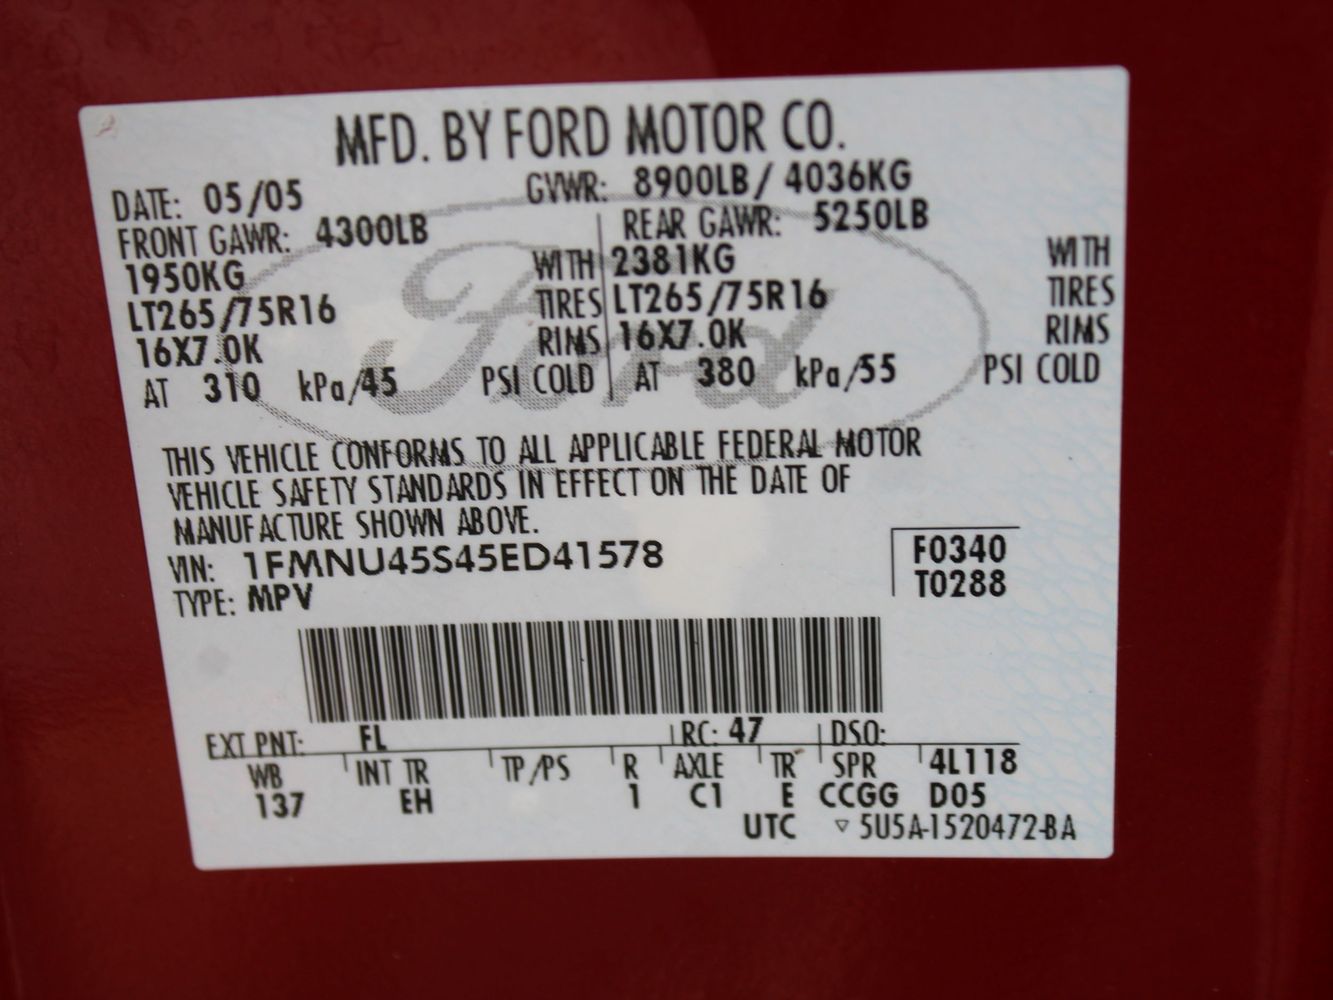 MFD. BY FORD MOTOR CO.
DATE: 05/05 GVWR: 8900LB / 4036KG
FRONT GAWR: 4300LB REAR GAWR: 5250LB
1950KG WITH 2381KG WITH
LT265/75R16 TIRES LT265/75R16 TIRES
16X7.0K RIMS 16X7.0K RIMS
AT 310 kPa/45 PSI COLD AT 380 kPa/55 PSI COLD
Ford
THIS VEHICLE CONFORMS TO ALL APPLICABLE FEDERAL MOTOR
VEHICLE SAFETY STANDARDS IN EFFECT ON THE DATE OF
MANUFACTURE SHOWN ABOVE.
VIN: 1FMNU45S45ED41578 F0340
TYPE: MPV T0288
EXT PNT: FL RC: 47 DSO:
WB INT TR TP/PS R AXLE TR SPR 4L118
137 EH 1 C1 E CCGG D05
UTC ▽ 5U5A-1520472-BA